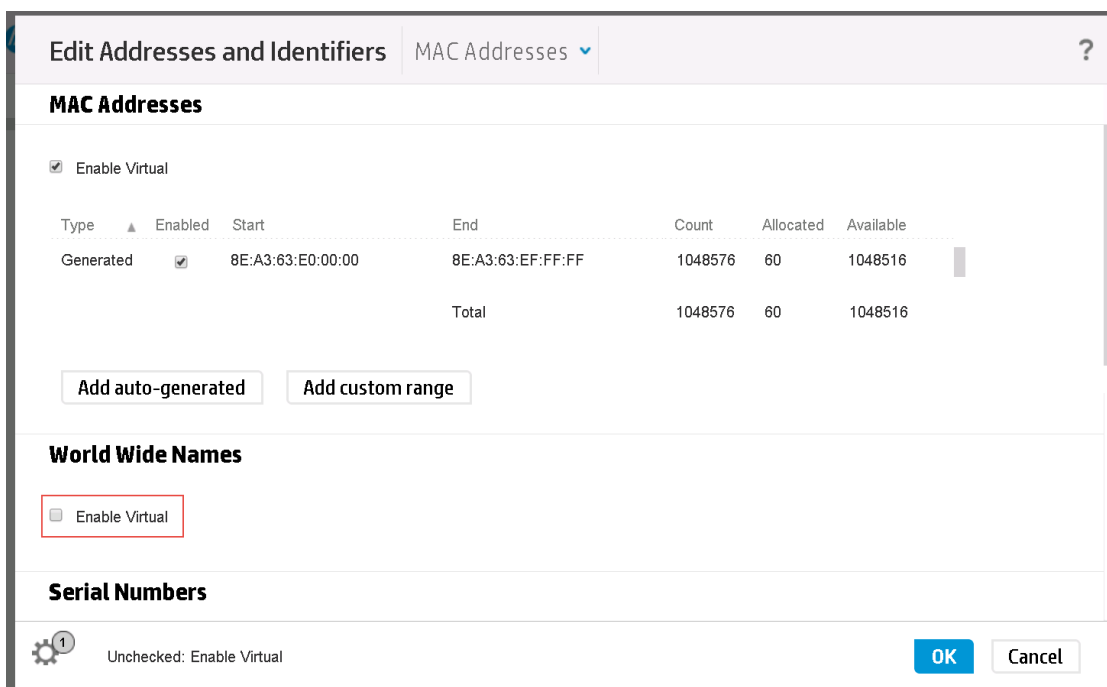 Edit Addresses and Identifiers MAC Addresses ?
MAC Addresses
Enable Virtual
Type Enabled Start End Count Allocated Available
Generated 8E:A3:63:E0:00:00 8E:A3:63:EF:FF:FF 1048576 60 1048516
Total 1048576 60 1048516
Add auto-generated Add custom range
World Wide Names
Enable Virtual
Serial Numbers
1 Unchecked: Enable Virtual OK Cancel